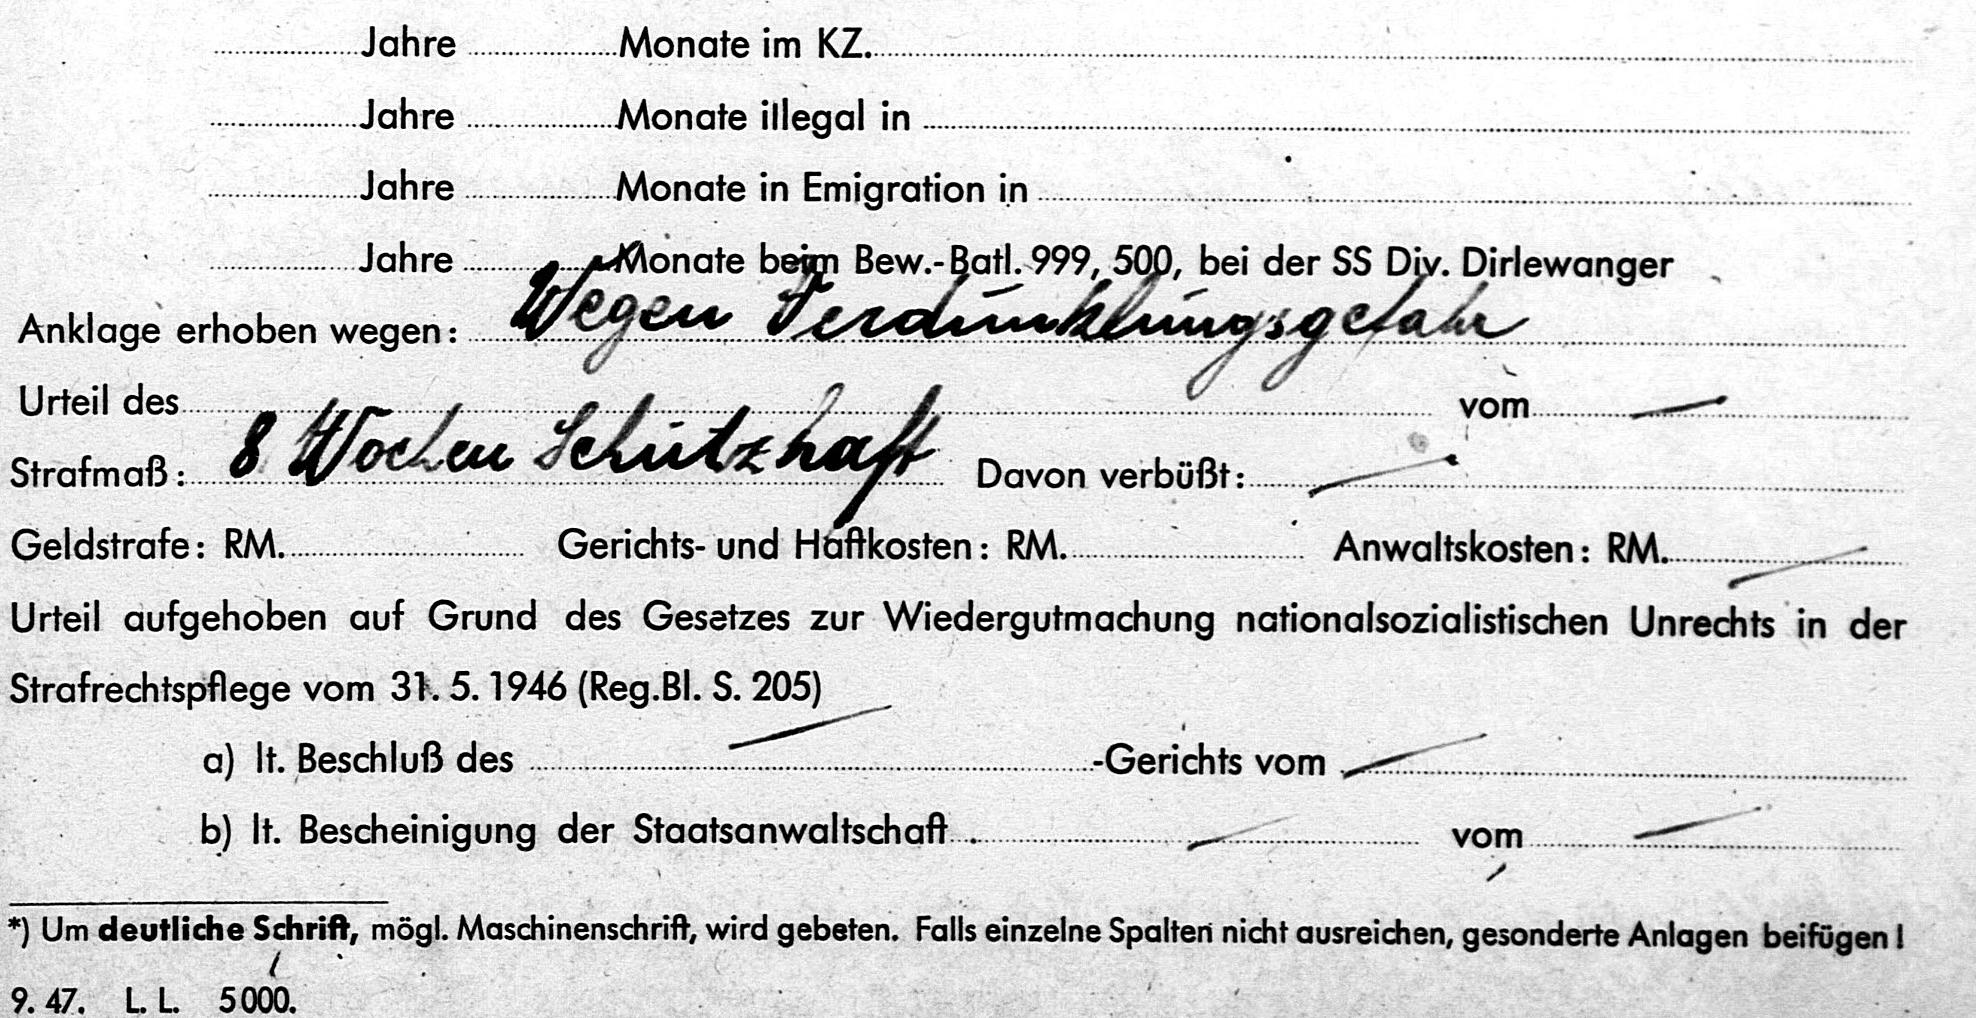 Jahre Monate im KZ.
Jahre Monate illegal in
Jahre Monate in Emigration in
Jahre Monate beim Bew.-Batl. 999, 500, bei der SS Div. Dirlewanger
Anklage erhoben wegen: Wegen Verdunklungsgefahr
Urteil des vom —
Strafmaß: 8 Wochen Schutzhaft Davon verbüßt: —
Geldstrafe: RM. Gerichts- und Haftkosten: RM. Anwaltskosten: RM. —
Urteil aufgehoben auf Grund des Gesetzes zur Wiedergutmachung nationalsozialistischen Unrechts in der
Strafrechtspflege vom 31. 5. 1946 (Reg.Bl. S. 205)
a) lt. Beschluß des — -Gerichts vom —
b) lt. Bescheinigung der Staatsanwaltschaft — vom —
*) Um deutliche Schrift, mögl. Maschinenschrift, wird gebeten. Falls einzelne Spalten nicht ausreichen, gesonderte Anlagen beifügen!
9. 47. L. L. 5000.